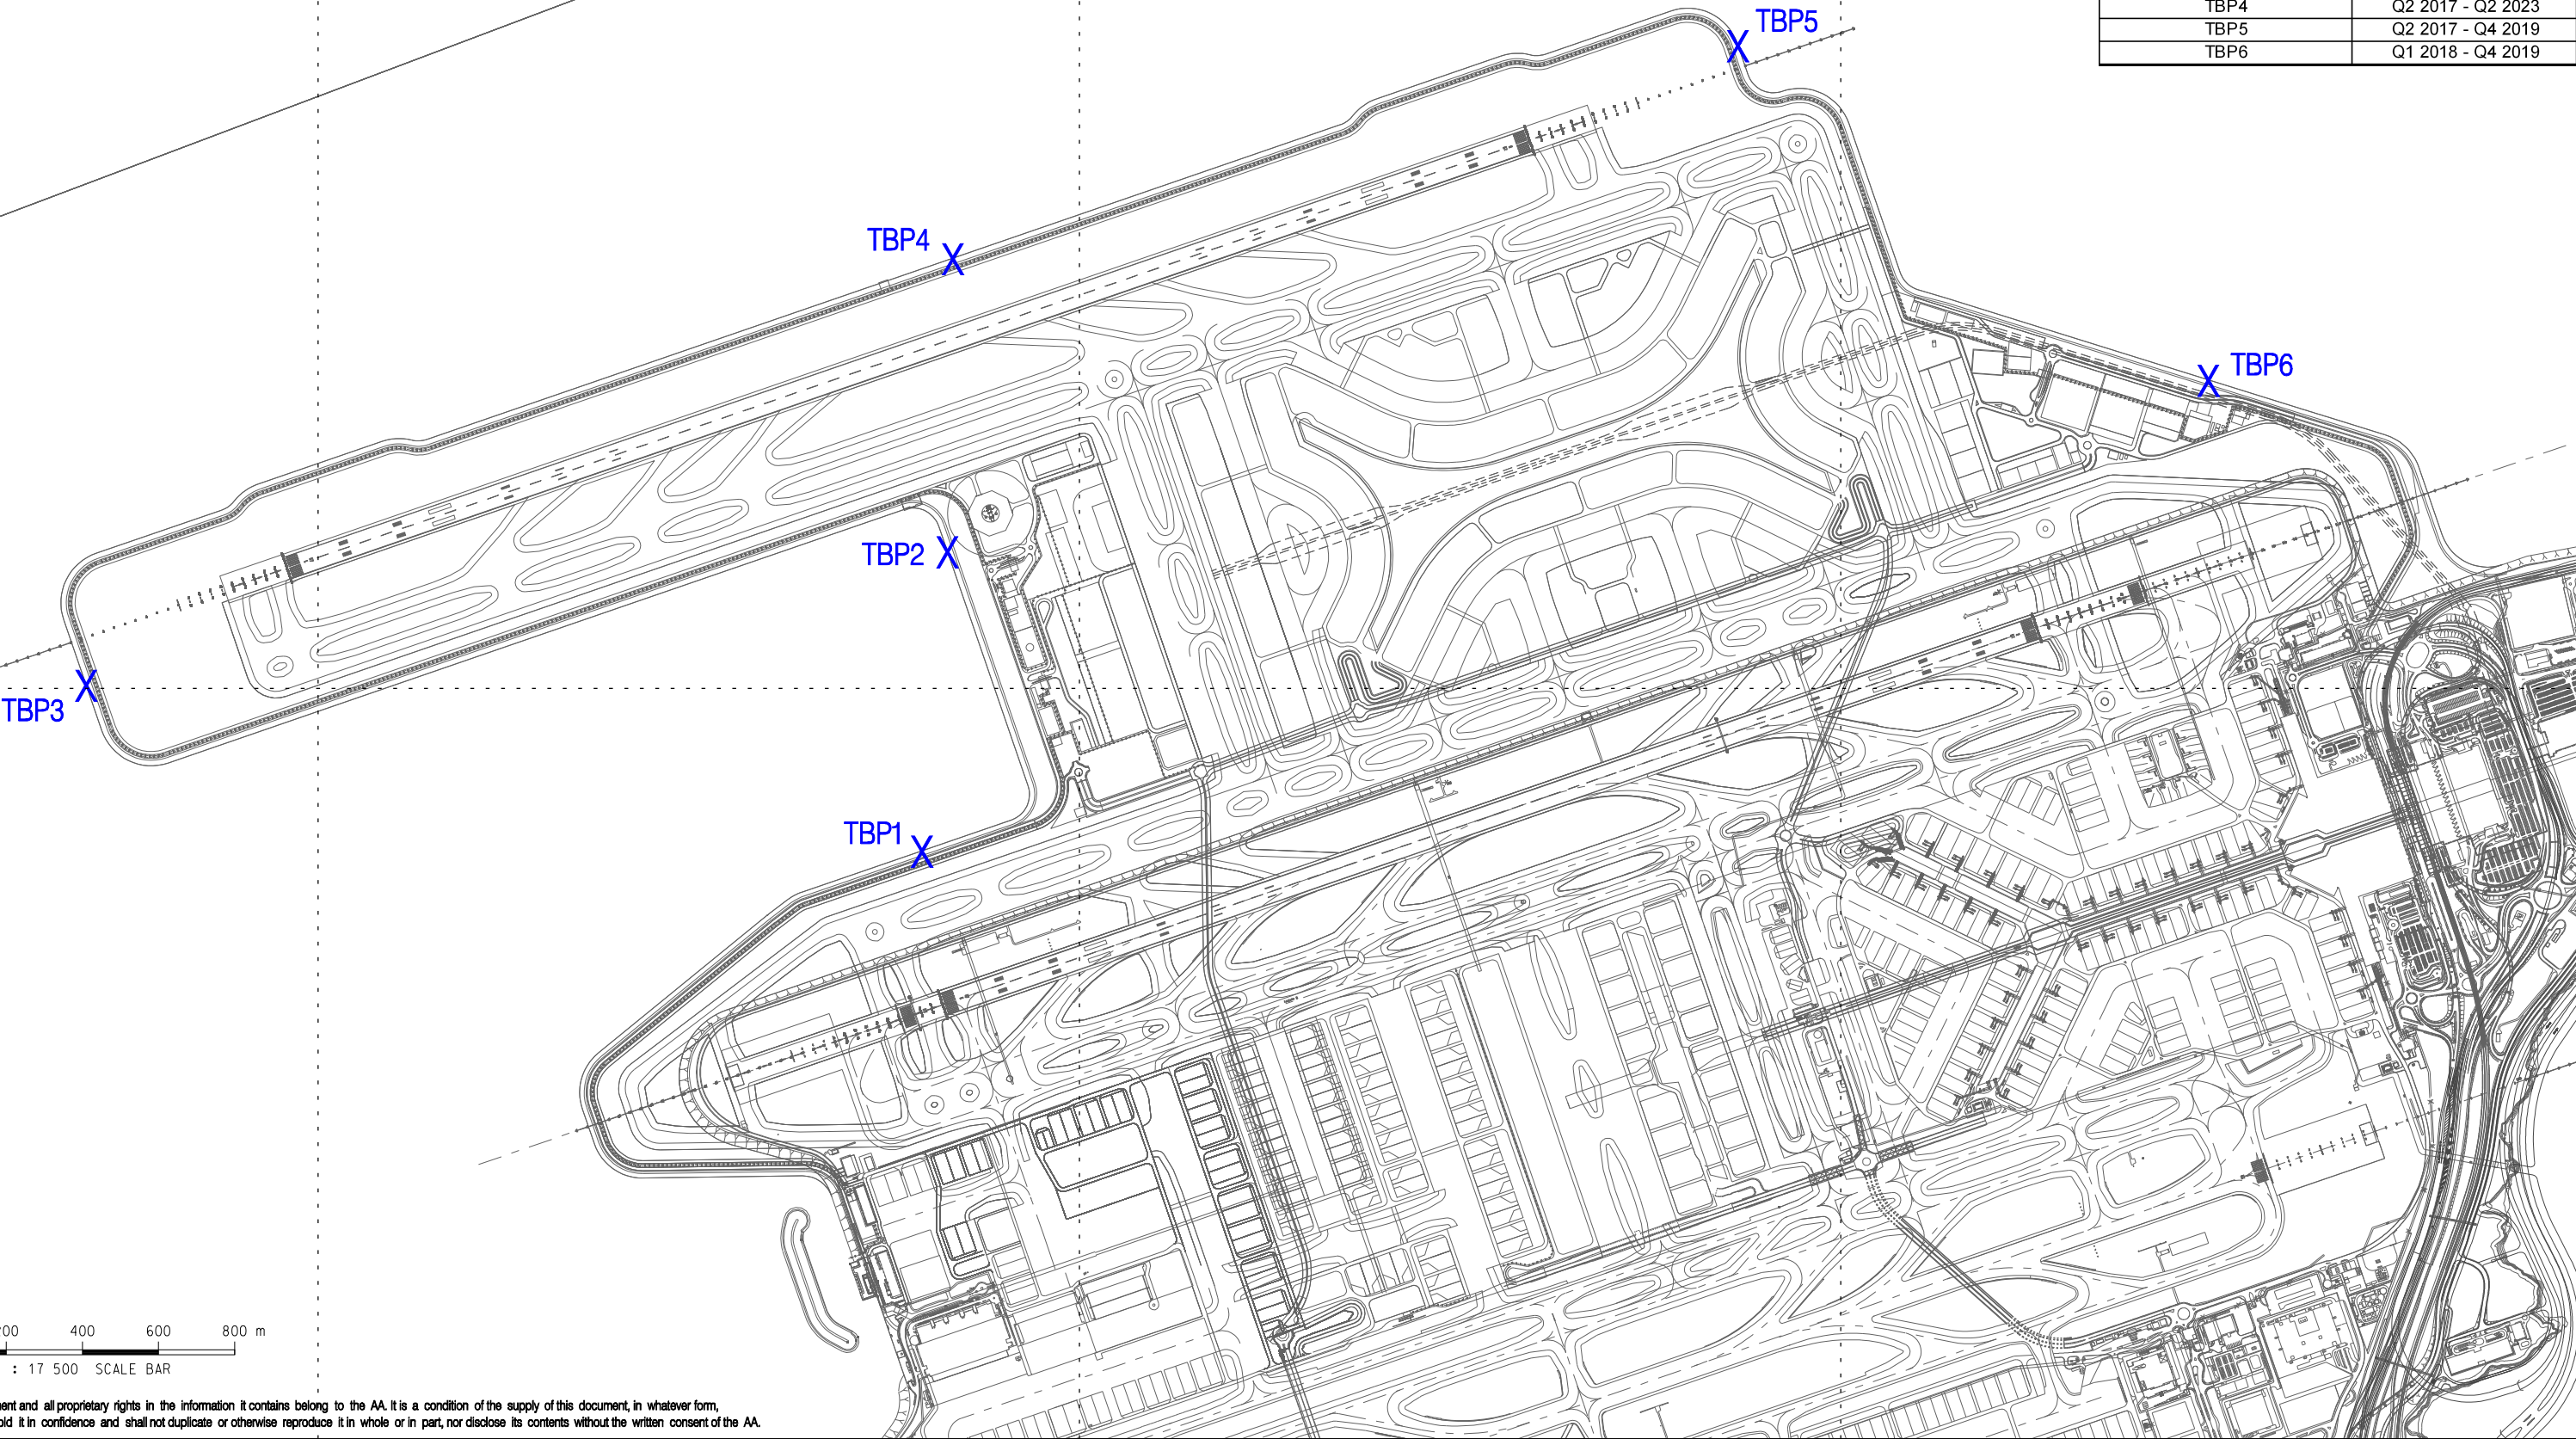 TBP4 Q2 2017 - Q2 2023
TBP5 Q2 2017 - Q4 2019
TBP6 Q1 2018 - Q4 2019
TBP5
TBP4
TBP6
TBP2
TBP3
TBP1
400 600 800 m
: 17 500 SCALE BAR
and all proprietary rights in the information it contains belong to the AA. It is a condition of the supply of this document, in whatever form,
it in confidence and shall not duplicate or otherwise reproduce it in whole or in part, nor disclose its contents without the written consent of the AA.